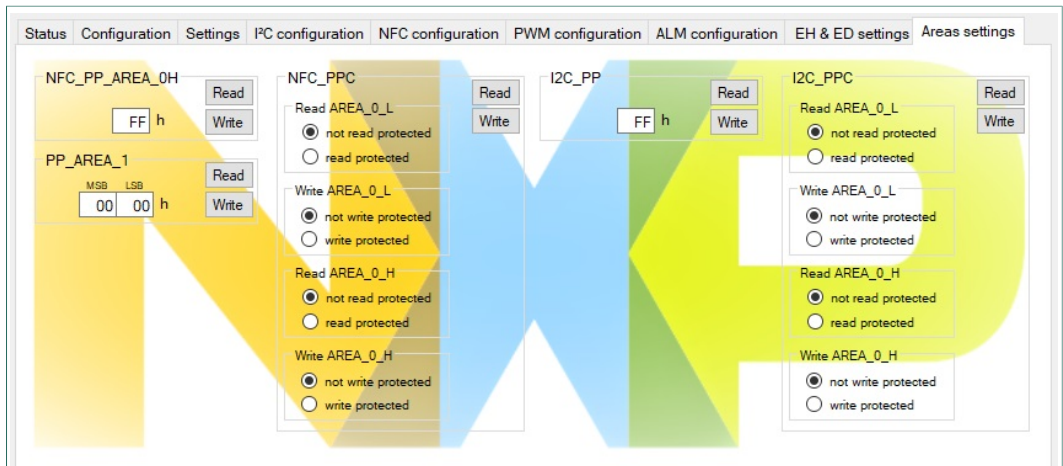 Status Configuration Settings I²C configuration NFC configuration PWM configuration ALM configuration EH & ED settings Areas settings
NFC_PP_AREA_0H
Read
FF h
Write
PP_AREA_1
Read
MSB LSB
00 00 h
Write
NFC_PPC
Read
Write
Read AREA_0_L
not read protected
read protected
Write AREA_0_L
not write protected
write protected
Read AREA_0_H
not read protected
read protected
Write AREA_0_H
not write protected
write protected
I2C_PP
Read
FF h
Write
I2C_PPC
Read
Write
Read AREA_0_L
not read protected
read protected
Write AREA_0_L
not write protected
write protected
Read AREA_0_H
not read protected
read protected
Write AREA_0_H
not write protected
write protected
NXP